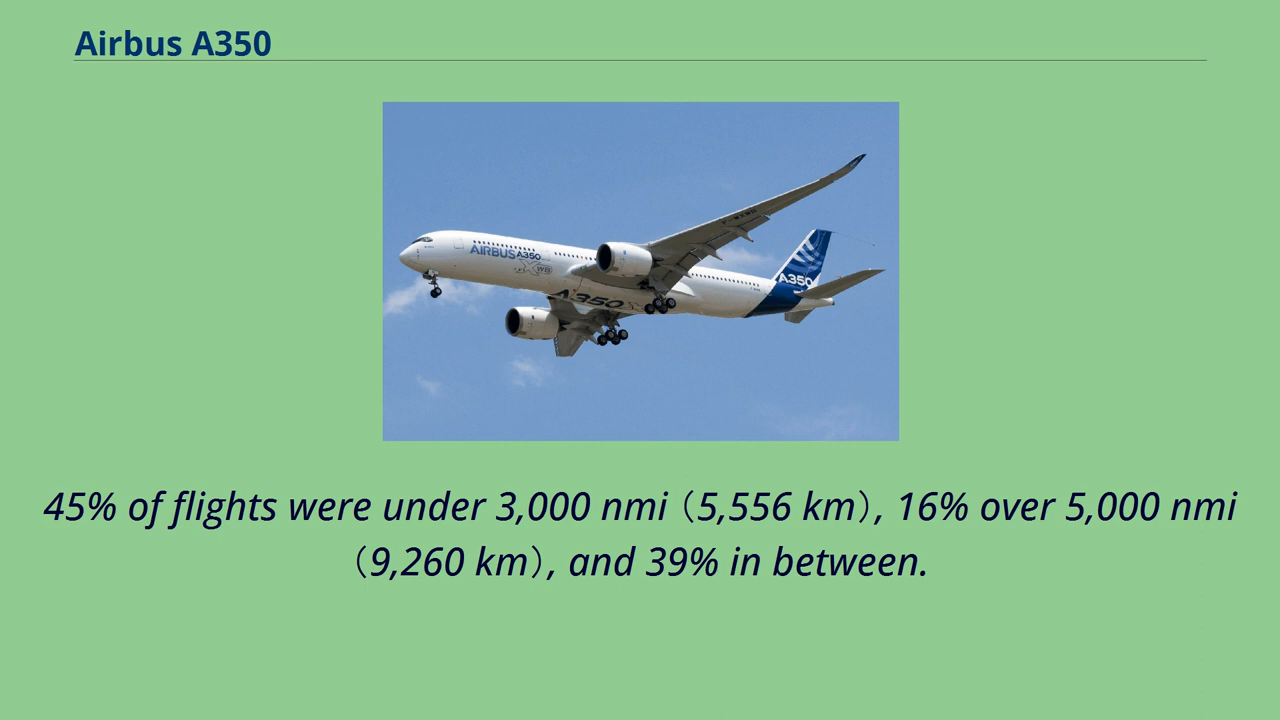 Airbus A350
AIRBUS A350
XWB
A350
A350
45% of flights were under 3,000 nmi（5,556 km）, 16% over 5,000 nmi
（9,260 km）, and 39% in between.